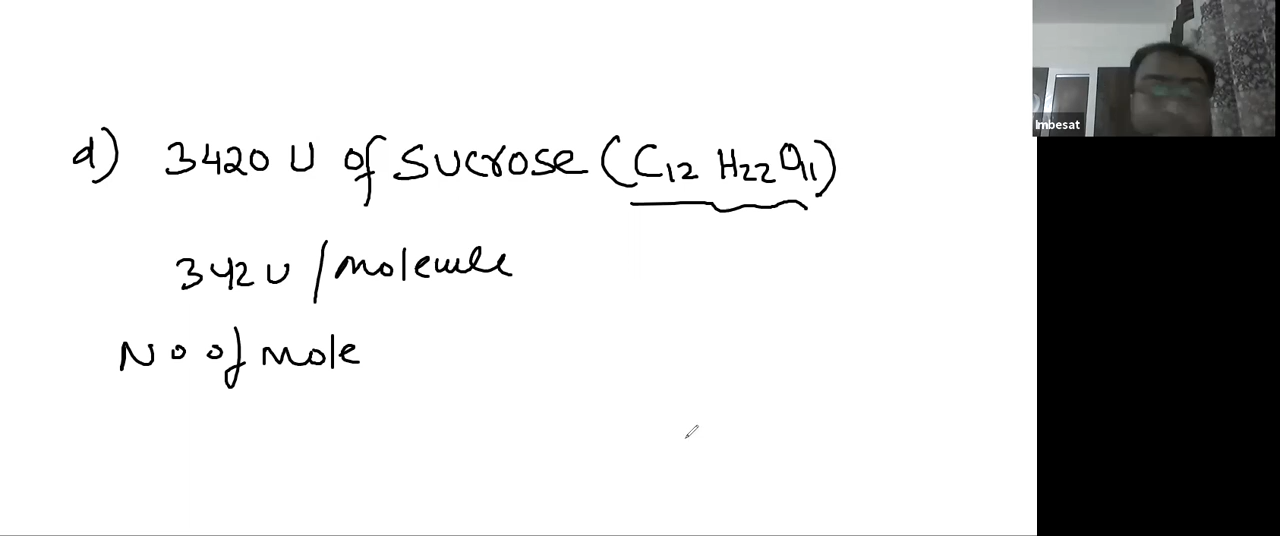 d) 3420 U of Sucrose (C12 H22 O11)
342 U / molecule
No of mole
Imbesat